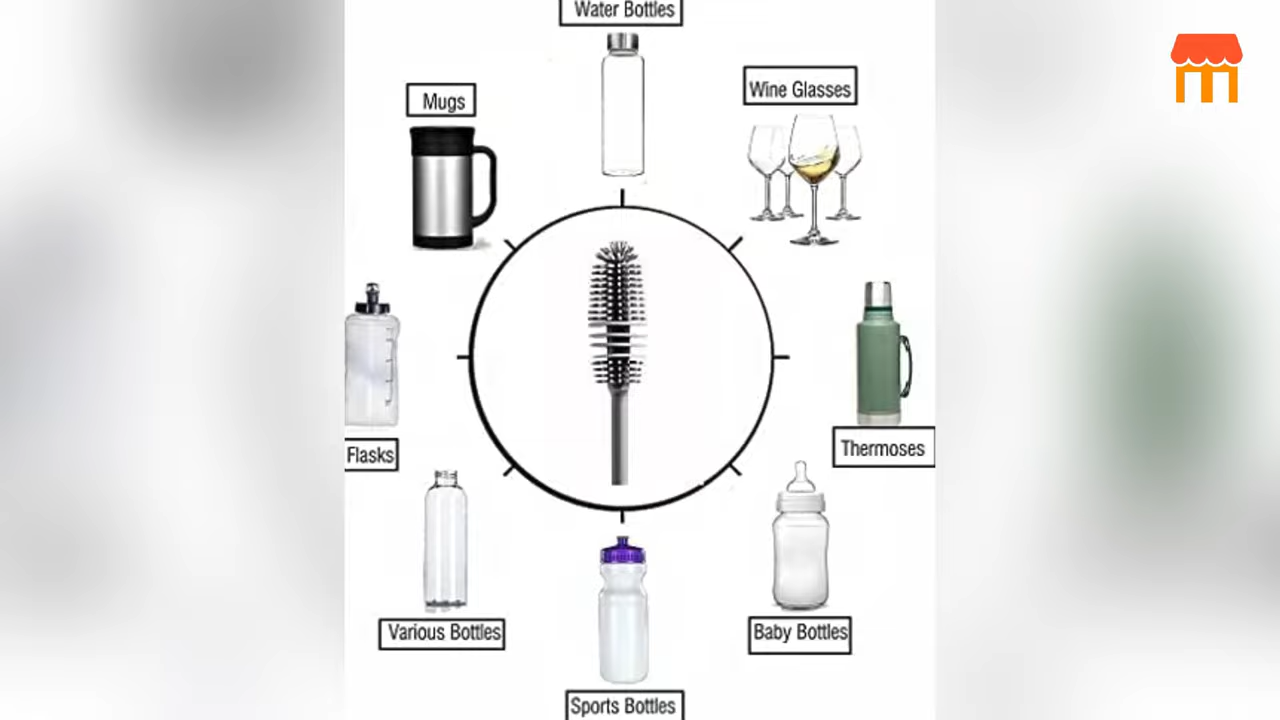 Water Bottles
Mugs
Wine Glasses
Flasks
Thermoses
Various Bottles
Baby Bottles
Sports Bottles